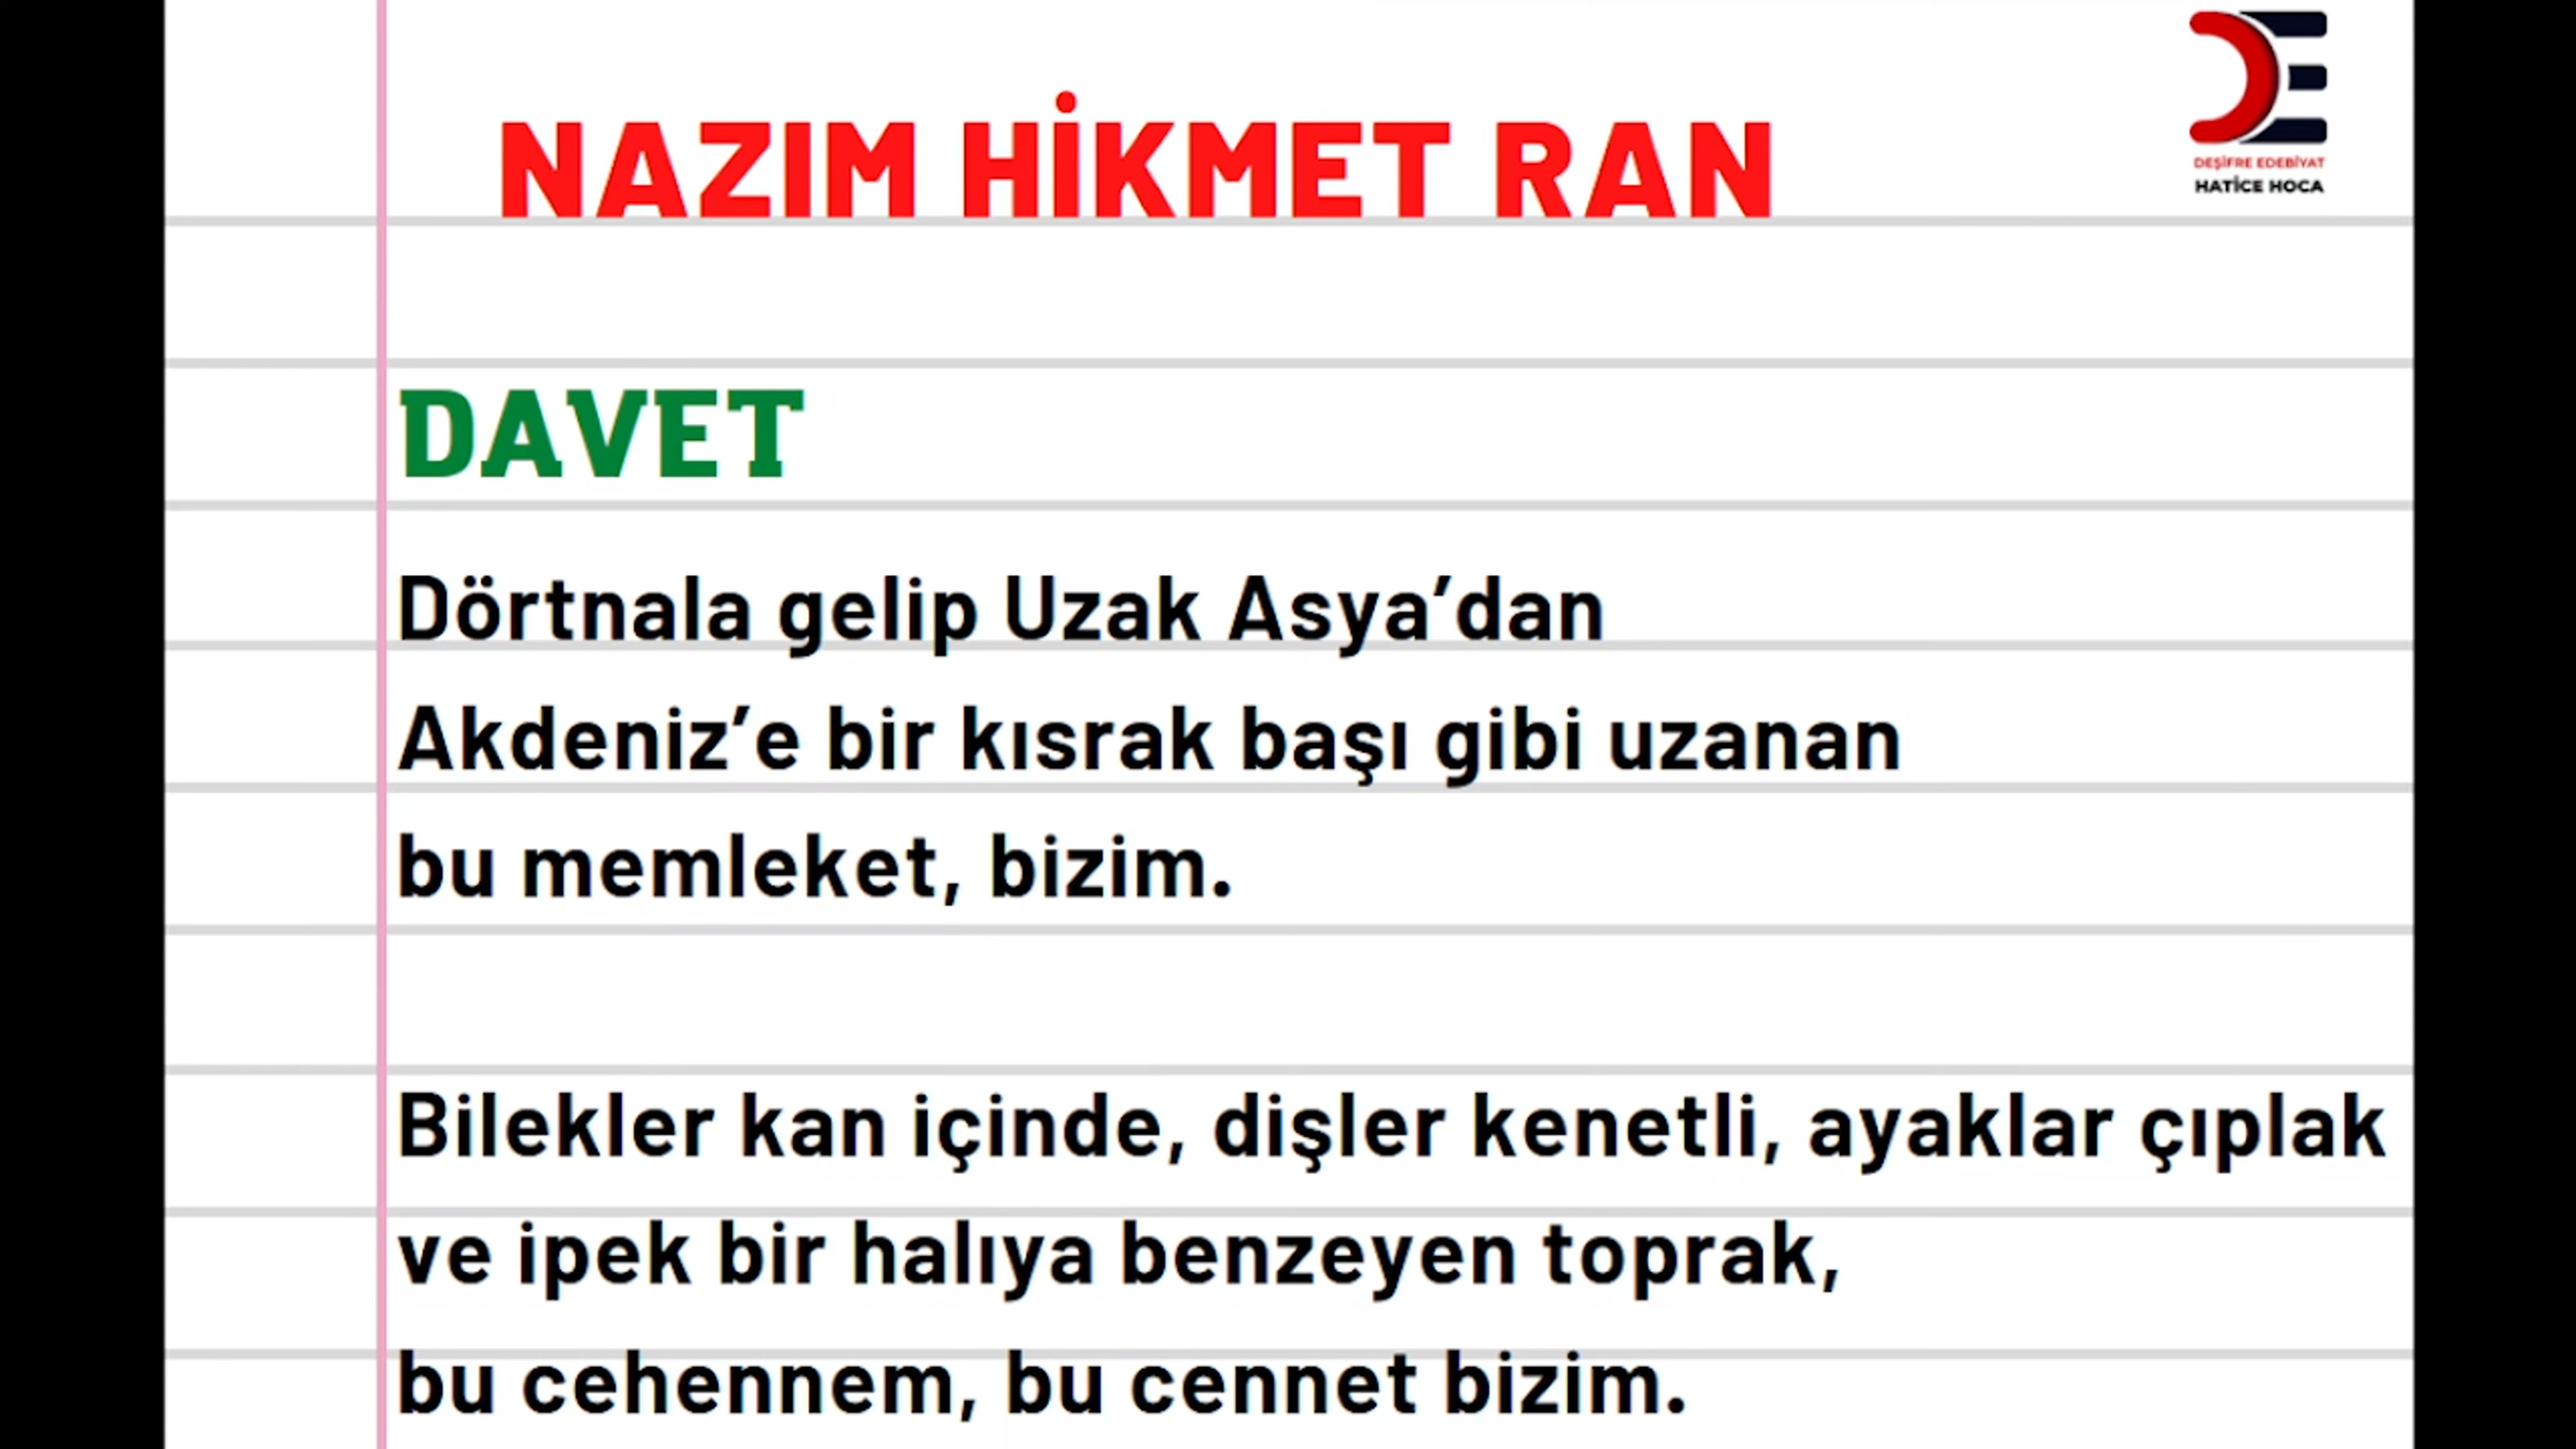 NAZIM HİKMET RAN
DEŞİFRE EDEBİYAT
HATİCE HOCA
DAVET
Dörtnala gelip Uzak Asya’dan
Akdeniz’e bir kısrak başı gibi uzanan
bu memleket, bizim.
Bilekler kan içinde, dişler kenetli, ayaklar çıplak
ve ipek bir halıya benzeyen toprak,
bu cehennem, bu cennet bizim.